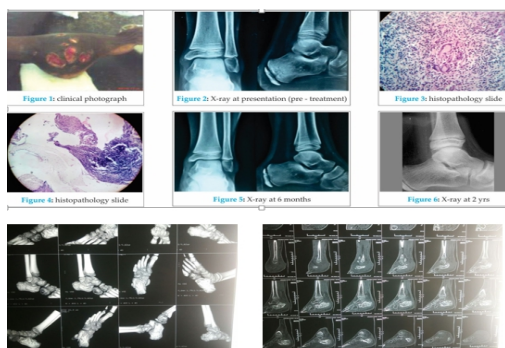 Figure 1: clinical photograph
Figure 2: X-ray at presentation (pre - treatment)
Figure 3: histopathology slide
Figure 4: histopathology slide
Figure 5: X-ray at 6 months
Figure 6: X-ray at 2 yrs